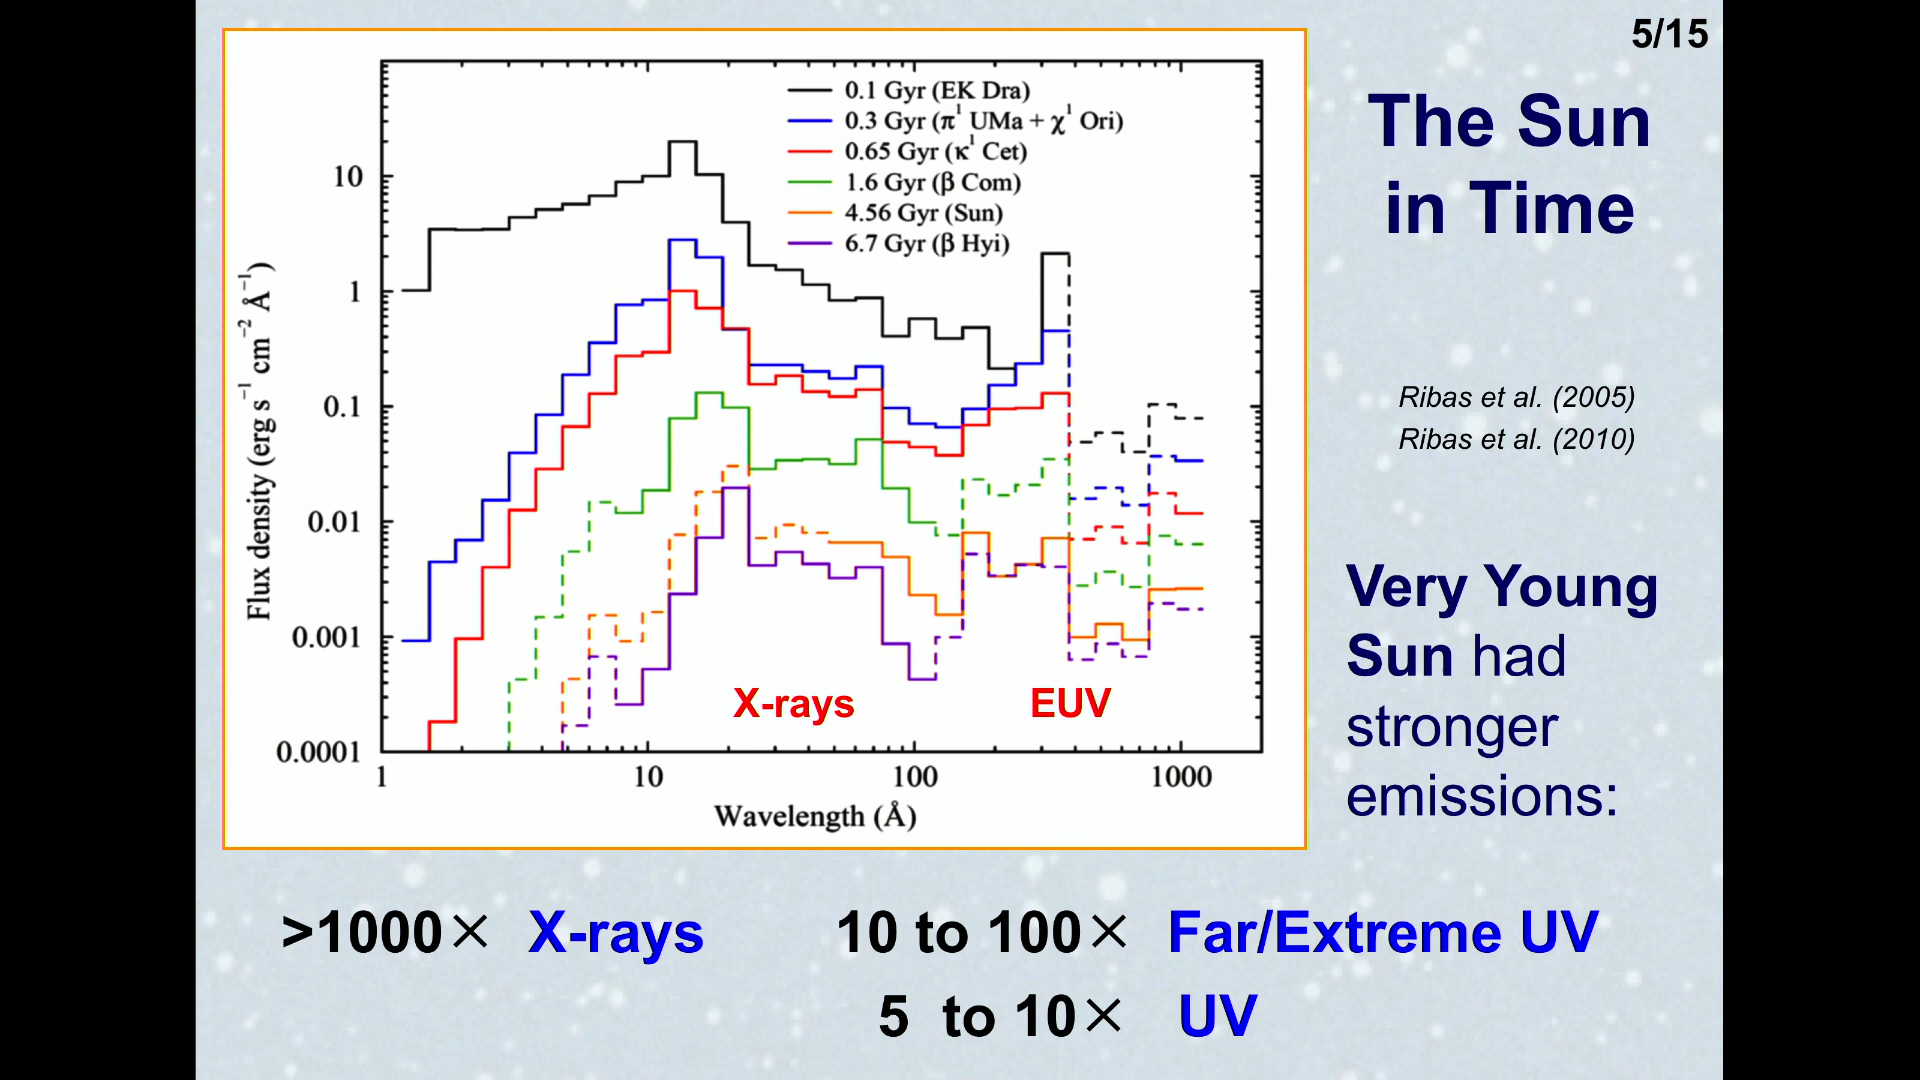 5/15
The Sun
in Time
0.1 Gyr (EK Dra)
0.3 Gyr (π¹ UMa + χ¹ Ori)
0.65 Gyr (κ¹ Cet)
1.6 Gyr (β Com)
4.56 Gyr (Sun)
6.7 Gyr (β Hyi)
Flux density (erg s⁻¹ cm⁻² Å⁻¹)
10
1
0.1
0.01
0.001
0.0001
X-rays
EUV
1
10
100
1000
Wavelength (Å)
Ribas et al. (2005)
Ribas et al. (2010)
Very Young
Sun had
stronger
emissions:
>1000× X-rays
10 to 100× Far/Extreme UV
5 to 10× UV